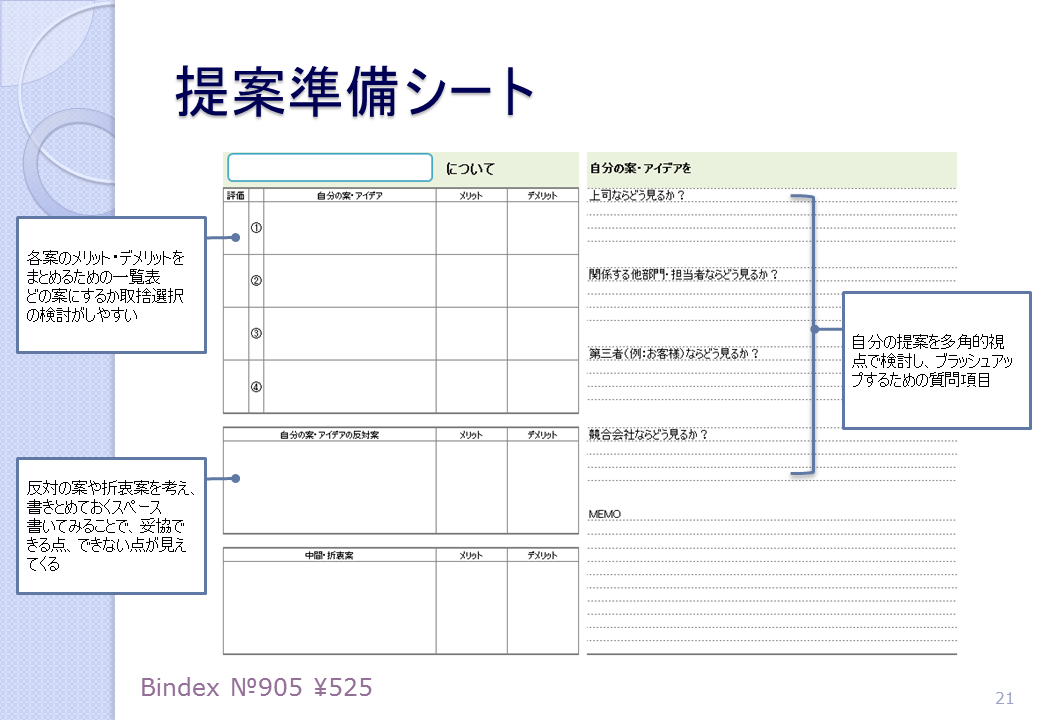 提案準備シート
について
評価 自分の案・アイデア メリット デメリット
①
②
③
④
自分の案・アイデアの反対案 メリット デメリット
中間・折衷案 メリット デメリット
自分の案・アイデアを
上司ならどう見るか？
関係する他部門・担当者ならどう見るか？
第三者（例：お客様）ならどう見るか？
競合会社ならどう見るか？
MEMO
各案のメリット・デメリットを
まとめるための一覧表
どの案にするか取捨選択
の検討がしやすい
反対の案や折衷案を考え、
書きとめておくスペース
書いてみることで、妥協で
きる点、できない点が見え
てくる
自分の提案を多角的視
点で検討し、ブラッシュアッ
プするための質問項目
Bindex №905 ¥525
21